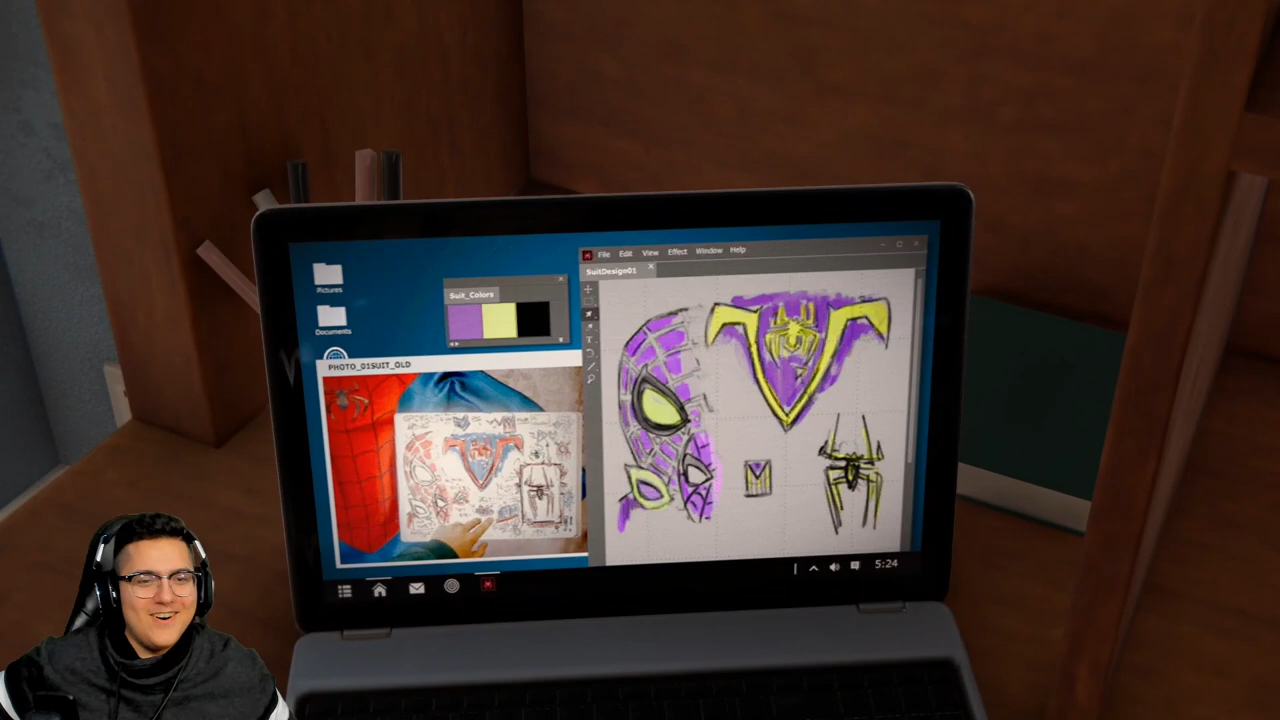 File Edit View Effect Window Help
SuitDesign01
Pictures
Suit_Colors
Documents
PHOTO_01SUIT_OLD
5:24